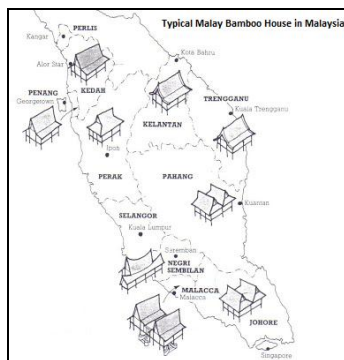 Typical Malay Bamboo House in Malaysia
PERLIS
Kangar
Alor Star
Kota Bahru
PENANG
KEDAH
Georgetown
TRENGGANU
Kuala Trengganu
KELANTAN
Ipoh
PERAK
PAHANG
Kuantan
SELANGOR
Kuala Lumpur
Suremban
NEGRI
SEMBILAN
MALACCA
Malacca
JOHORE
Singapore